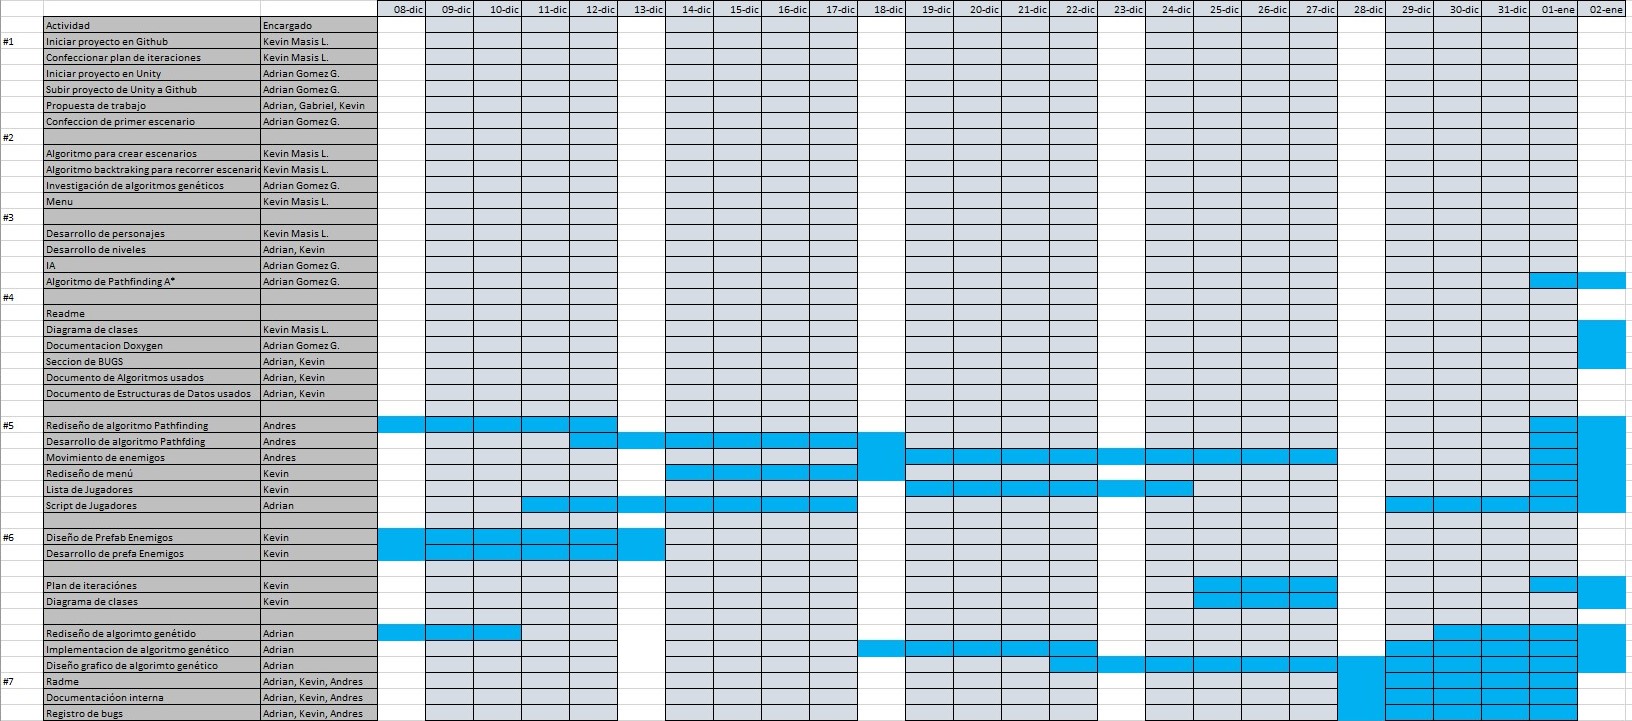 08-dic 09-dic 10-dic 11-dic 12-dic 13-dic 14-dic 15-dic 16-dic 17-dic 18-dic 19-dic 20-dic 21-dic 22-dic 23-dic 24-dic 25-dic 26-dic 27-dic 28-dic 29-dic 30-dic 31-dic 01-ene 02-ene
Actividad Encargado
#1 Iniciar proyecto en Github Kevin Masis L.
Confeccionar plan de iteraciones Kevin Masis L.
Iniciar proyecto en Unity Adrian Gomez G.
Subir proyecto de Unity a Github Adrian Gomez G.
Propuesta de trabajo Adrian, Gabriel, Kevin
Confeccion de primer escenario Adrian Gomez G.
#2
Algoritmo para crear escenarios Kevin Masis L.
Algoritmo backtraking para recorrer escenario Kevin Masis L.
Investigación de algoritmos genéticos Adrian Gomez G.
Menu Kevin Masis L.
#3
Desarrollo de personajes Kevin Masis L.
Desarrollo de niveles Adrian, Kevin
IA Adrian Gomez G.
Algoritmo de Pathfinding A* Adrian Gomez G.
#4
Readme
Diagrama de clases Kevin Masis L.
Documentacion Doxygen Adrian Gomez G.
Seccion de BUGS Adrian, Kevin
Documento de Algoritmos usados Adrian, Kevin
Documento de Estructuras de Datos usados Adrian, Kevin
#5 Rediseño de algoritmo Pathfinding Andres
Desarrollo de algoritmo Pathfding Andres
Movimiento de enemigos Andres
Rediseño de menú Kevin
Lista de Jugadores Kevin
Script de Jugadores Adrian
#6 Diseño de Prefab Enemigos Kevin
Desarrollo de prefa Enemigos Kevin
Plan de iteraciónes Kevin
Diagrama de clases Kevin
Rediseño de algorimto genétido Adrian
Implementacion de algoritmo genético Adrian
Diseño grafico de algorimto genético Adrian
#7 Radme Adrian, Kevin, Andres
Documentacióon interna Adrian, Kevin, Andres
Registro de bugs Adrian, Kevin, Andres